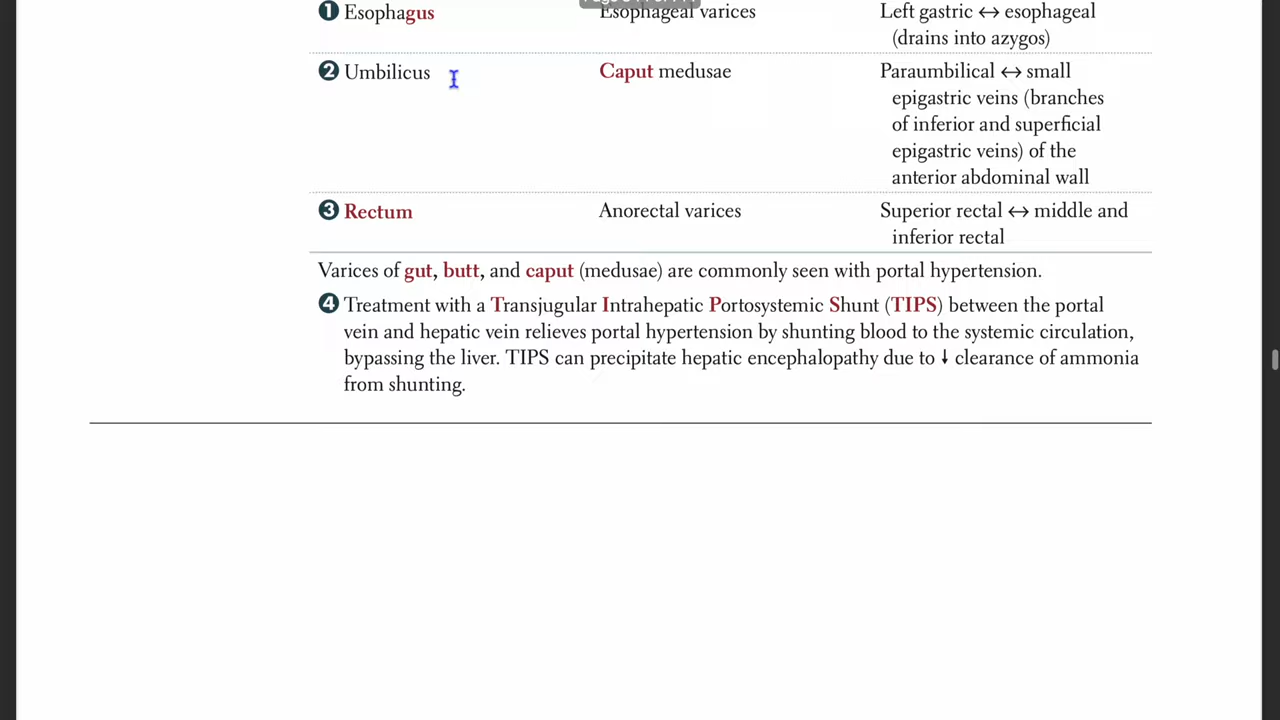 ❶ Esophagus Esophageal varices Left gastric ↔ esophageal
(drains into azygos)
❷ Umbilicus Caput medusae Paraumbilical ↔ small
epigastric veins (branches
of inferior and superficial
epigastric veins) of the
anterior abdominal wall
❸ Rectum Anorectal varices Superior rectal ↔ middle and
inferior rectal
Varices of gut, butt, and caput (medusae) are commonly seen with portal hypertension.
❹ Treatment with a Transjugular Intrahepatic Portosystemic Shunt (TIPS) between the portal
vein and hepatic vein relieves portal hypertension by shunting blood to the systemic circulation,
bypassing the liver. TIPS can precipitate hepatic encephalopathy due to ↓ clearance of ammonia
from shunting.